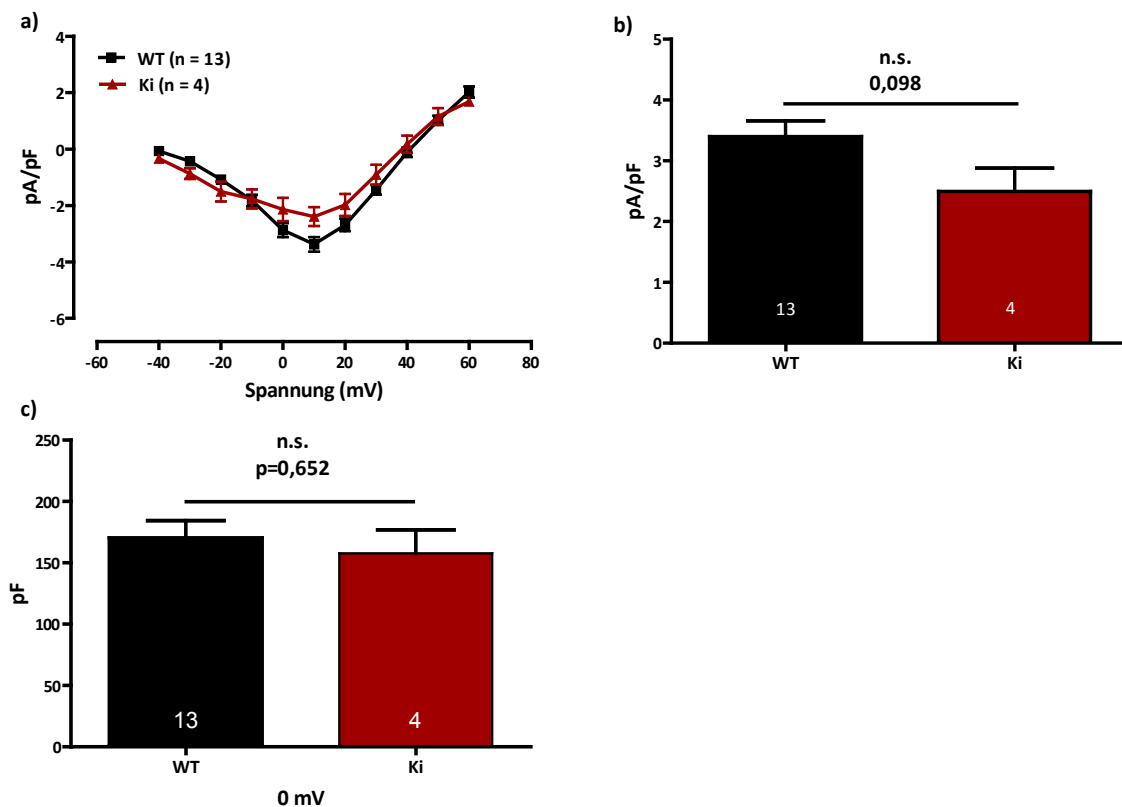 a)
WT (n = 13)
Ki (n = 4)
4
2
0
-2
-4
-6
pA/pF
-60 -40 -20 0 20 40 60 80
Spannung (mV)
b)
n.s.
0,098
5
4
3
2
1
0
pA/pF
13 4
WT Ki
c)
n.s.
p=0,652
250
200
150
100
50
0
pF
13 4
WT Ki
0 mV